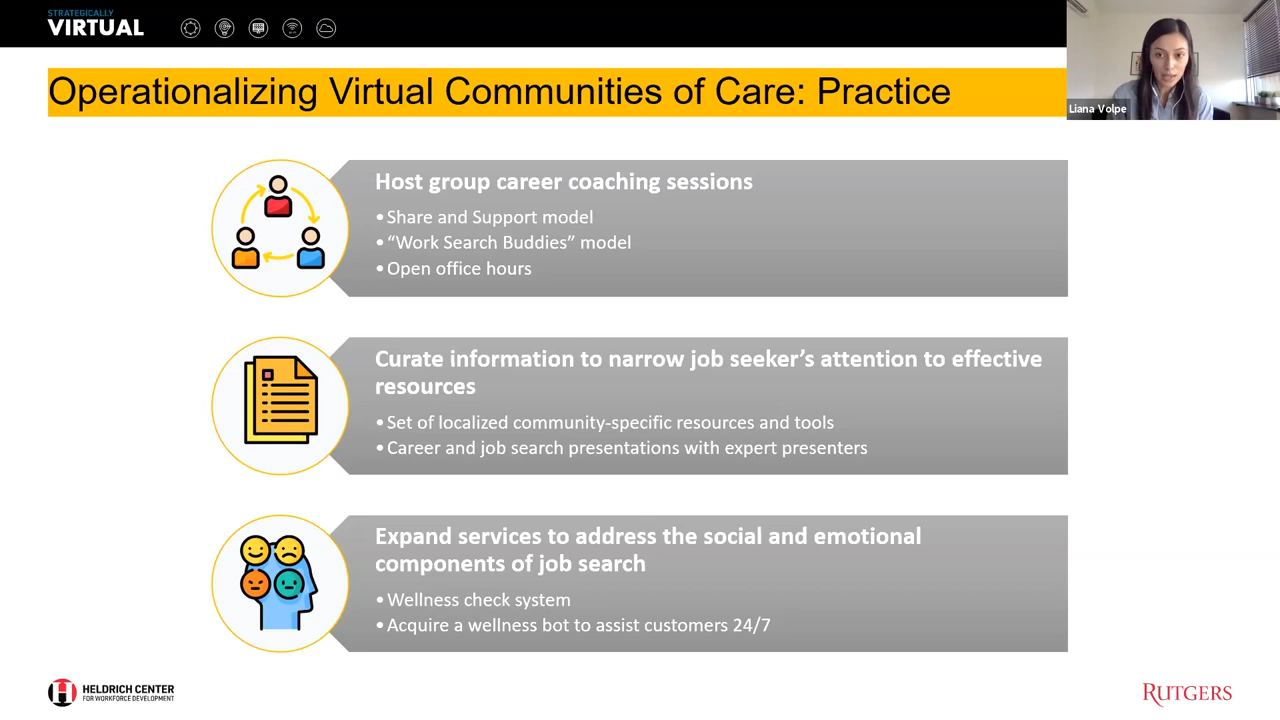 STRATEGICALLY
VIRTUAL
Liana Volpe
Operationalizing Virtual Communities of Care: Practice
Host group career coaching sessions
•Share and Support model
•“Work Search Buddies” model
•Open office hours
Curate information to narrow job seeker’s attention to effective
resources
•Set of localized community-specific resources and tools
•Career and job search presentations with expert presenters
Expand services to address the social and emotional
components of job search
•Wellness check system
•Acquire a wellness bot to assist customers 24/7
HELDRICH CENTER
FOR WORKFORCE DEVELOPMENT
RUTGERS